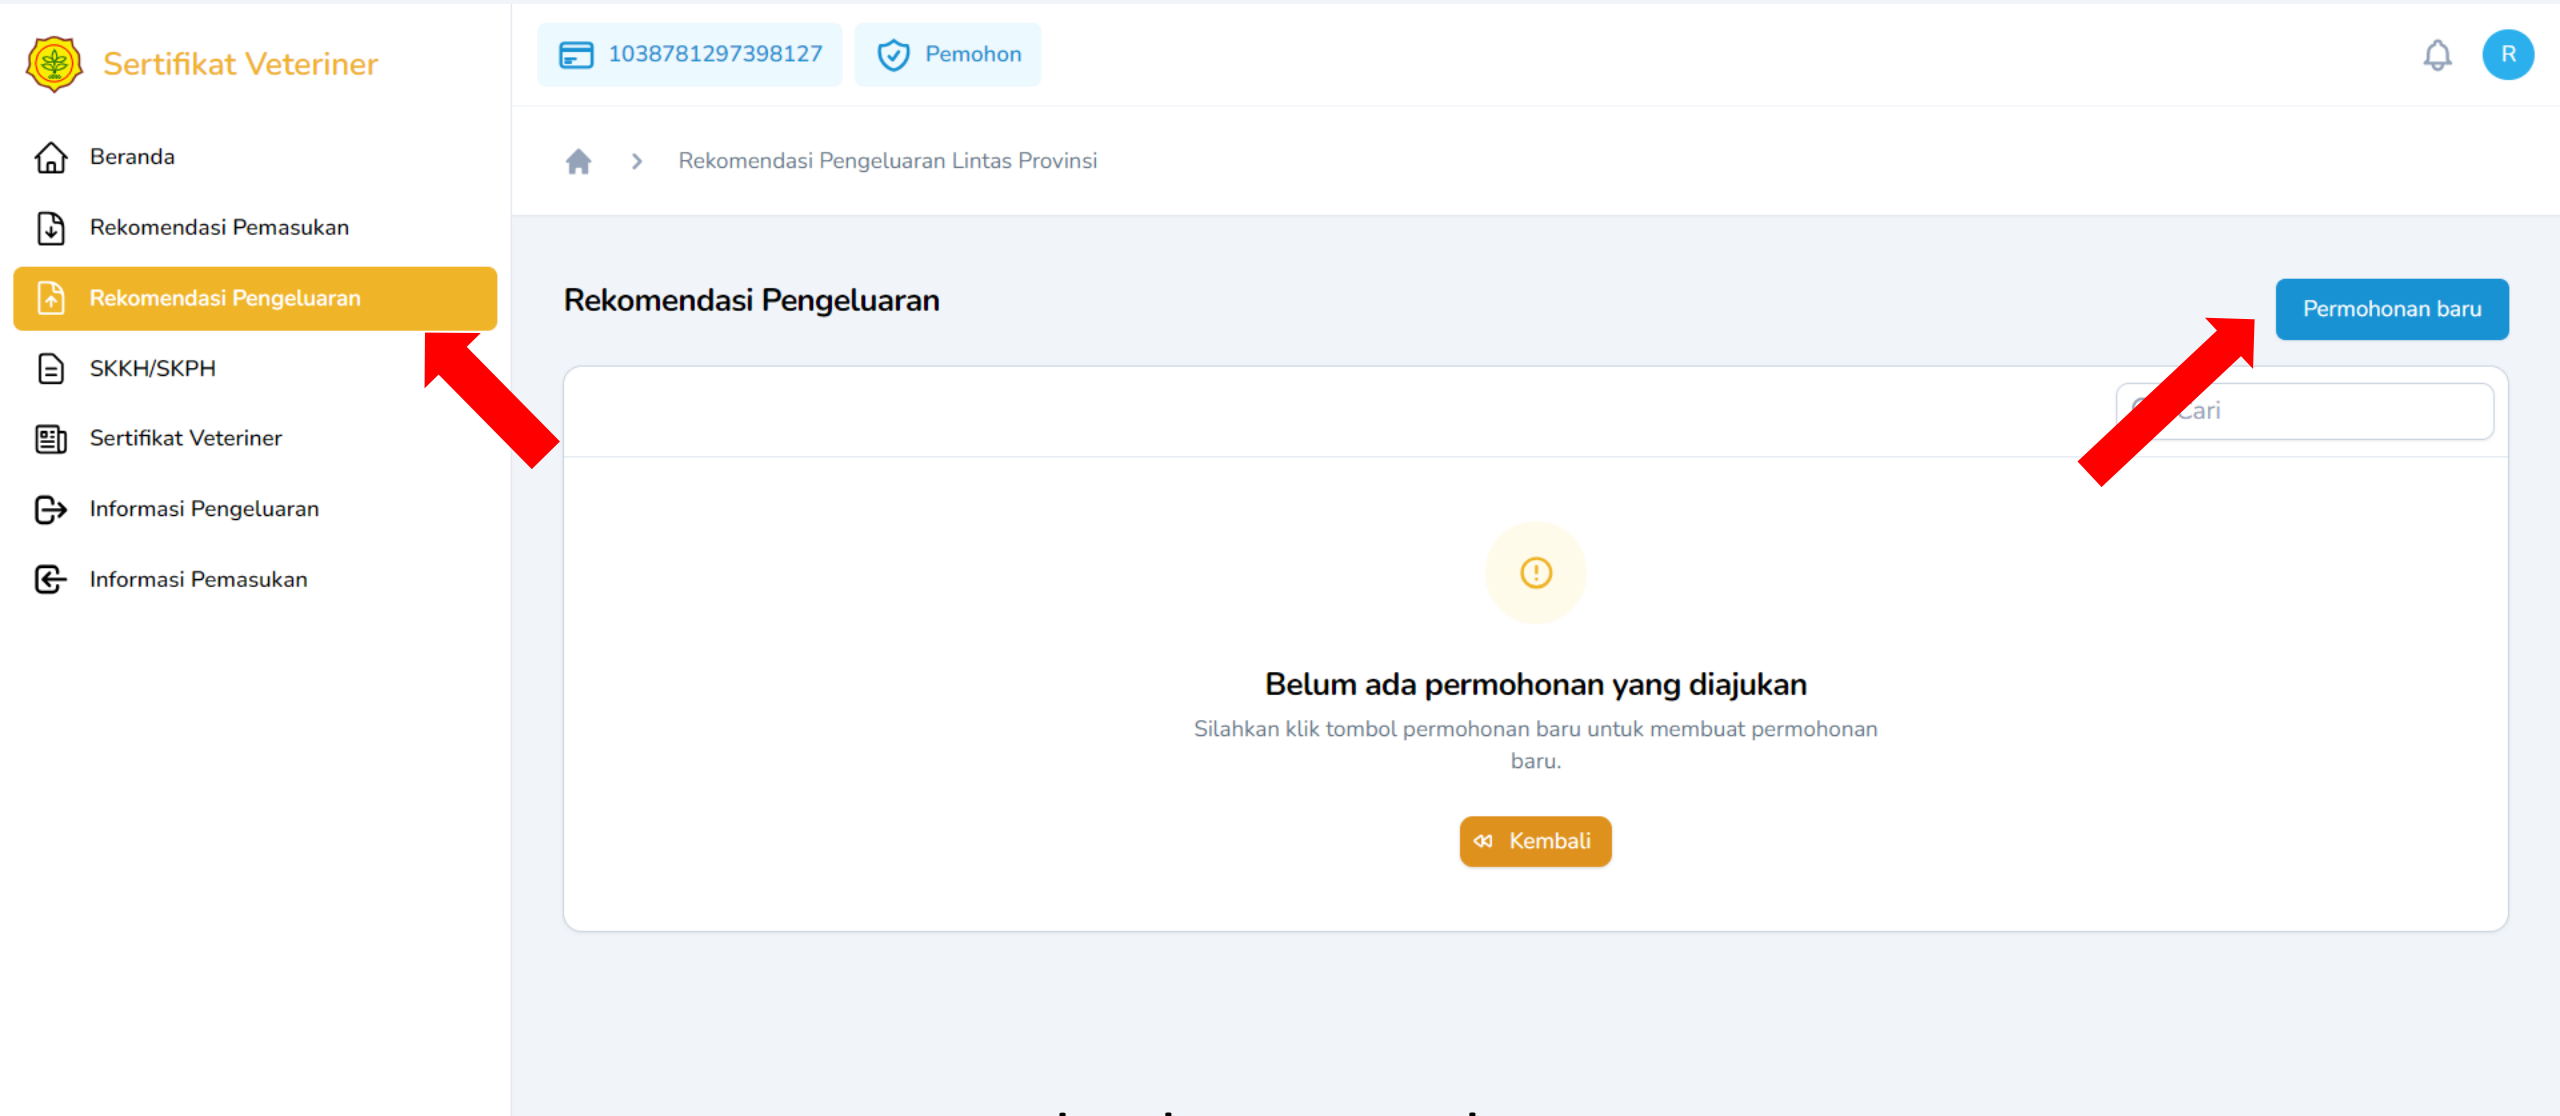 Sertifikat Veteriner
1038781297398127
Pemohon
R
Beranda
Rekomendasi Pemasukan
Rekomendasi Pengeluaran
SKKH/SKPH
Sertifikat Veteriner
Informasi Pengeluaran
Informasi Pemasukan
Rekomendasi Pengeluaran Lintas Provinsi
Rekomendasi Pengeluaran
Permohonan baru
Cari
Belum ada permohonan yang diajukan
Silahkan klik tombol permohonan baru untuk membuat permohonan
baru.
Kembali